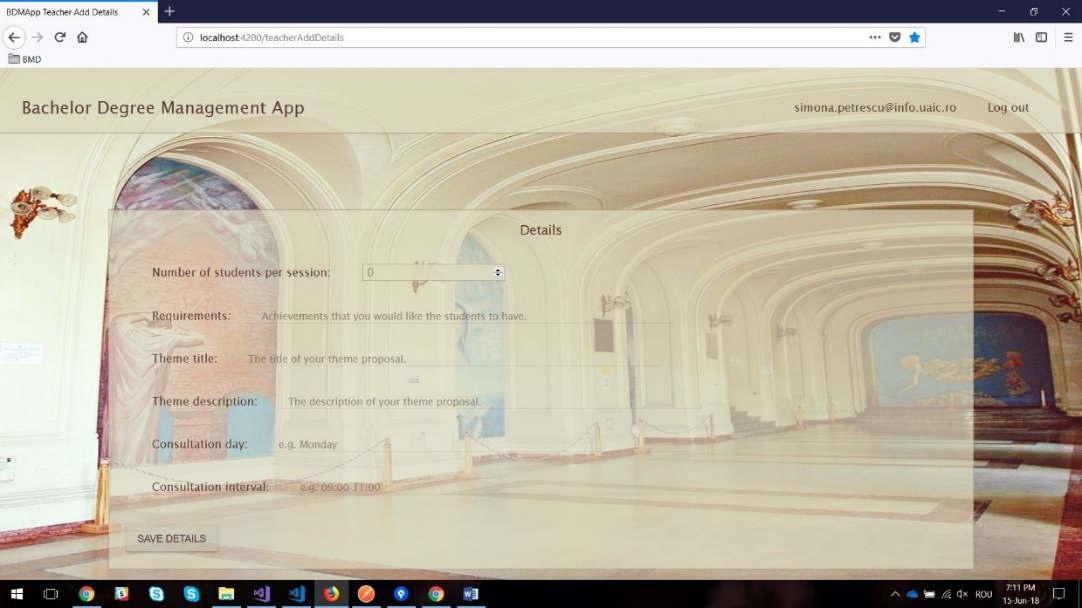 BDMApp Teacher Add Details
localhost:4200/teacherAddDetails
BMD
Bachelor Degree Management App
simona.petrescu@info.uaic.ro Log out
Details
Number of students per session: 0
Requirements: Achievements that you would like the students to have.
Theme title: The title of your theme proposal.
Theme description: The description of your theme proposal.
Consultation day: e.g. Monday
Consultation interval: e.g. 09:00 11:00
SAVE DETAILS
ROU
7:11 PM
15-Jun-18